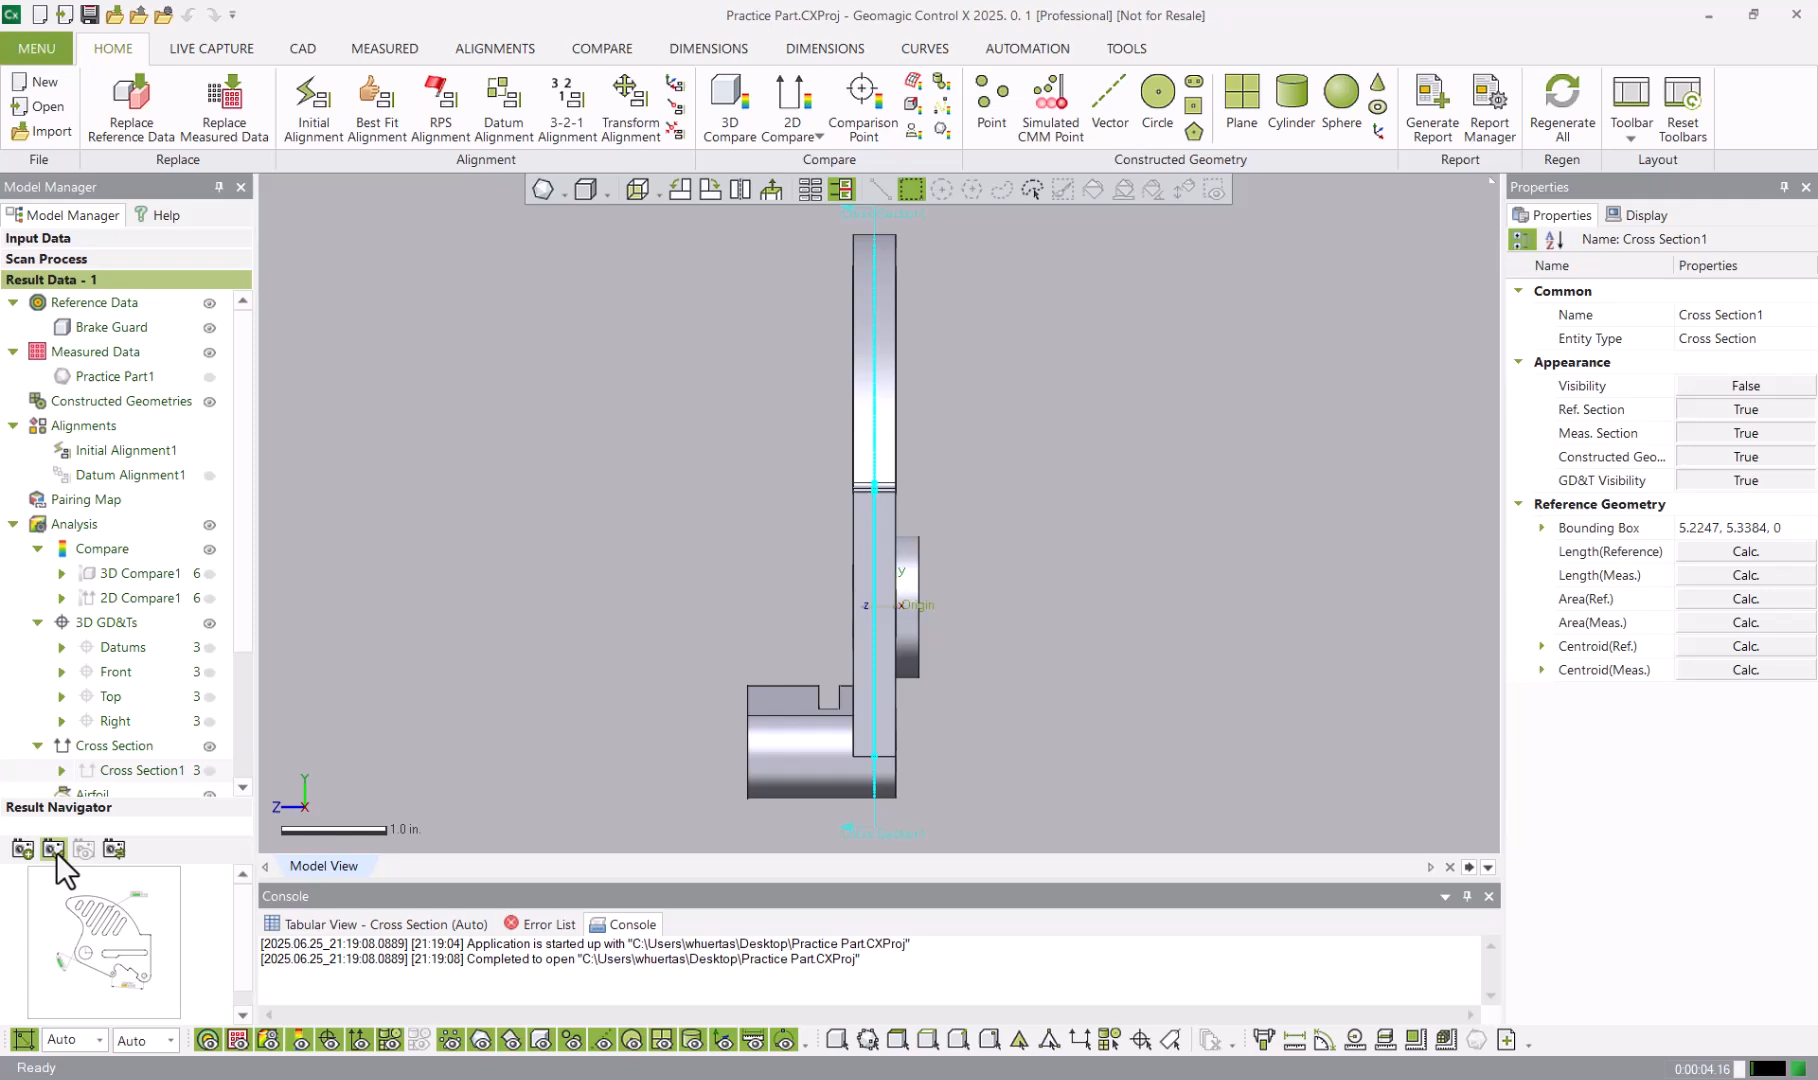 Practice Part.CXProj - Geomagic Control X 2025. 0. 1 [Professional] [Not for Resale]
MENU HOME LIVE CAPTURE CAD MEASURED ALIGNMENTS COMPARE DIMENSIONS DIMENSIONS CURVES AUTOMATION TOOLS
New
Open
Import
Replace Reference Data
Replace Measured Data
Initial Alignment
Best Fit Alignment
RPS Alignment
Datum Alignment
3-2-1 Alignment
Transform Alignment
3D Compare
2D Compare
Comparison Point
Point
Simulated CMM Point
Vector
Circle
Plane
Cylinder
Sphere
Generate Report
Report Manager
Regenerate All
Toolbar
Reset Toolbars
File Replace Alignment Compare Constructed Geometry Report Regen Layout
Model Manager
Model Manager Help
Input Data
Scan Process
Result Data - 1
Reference Data
Brake Guard
Measured Data
Practice Part1
Constructed Geometries
Alignments
Initial Alignment1
Datum Alignment1
Pairing Map
Analysis
Compare
3D Compare1 6
2D Compare1 6
3D GD&Ts
Datums 3
Front 3
Top 3
Right 3
Cross Section
Cross Section1 3
Airfoil
Result Navigator
y
z x Origin
Y
Z X
1.0 in.
Model View
Console
Tabular View - Cross Section (Auto) Error List Console
[2025.06.25_21:19:08.0889] [21:19:04] Application is started up with "C:\Users\whuertas\Desktop\Practice Part.CXProj"
[2025.06.25_21:19:08.0889] [21:19:08] Completed to open "C:\Users\whuertas\Desktop\Practice Part.CXProj"
Properties
Properties Display
Name: Cross Section1
Name Properties
Common
Name Cross Section1
Entity Type Cross Section
Appearance
Visibility False
Ref. Section True
Meas. Section True
Constructed Geo... True
GD&T Visibility True
Reference Geometry
Bounding Box 5.2247, 5.3384, 0
Length(Reference) Calc.
Length(Meas.) Calc.
Area(Ref.) Calc.
Area(Meas.) Calc.
Centroid(Ref.) Calc.
Centroid(Meas.) Calc.
Auto Auto
Ready
0:00:04.16